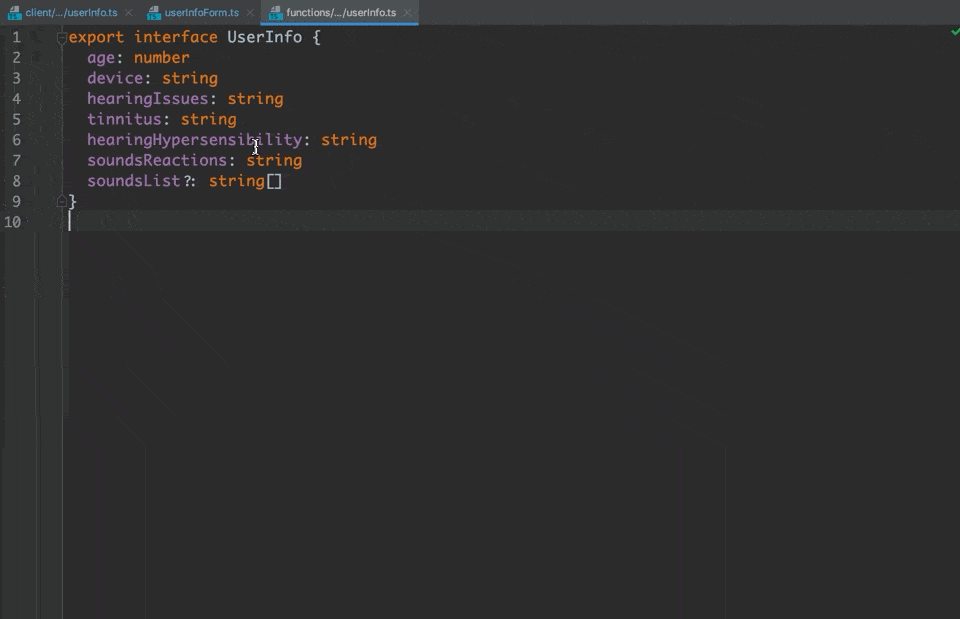 client/.../userInfo.ts userInfoForm.ts functions/.../userInfo.ts
1 export interface UserInfo {
2 age: number
3 device: string
4 hearingIssues: string
5 tinnitus: string
6 hearingHypersensibility: string
7 soundsReactions: string
8 soundsList?: string[]
9 }
10